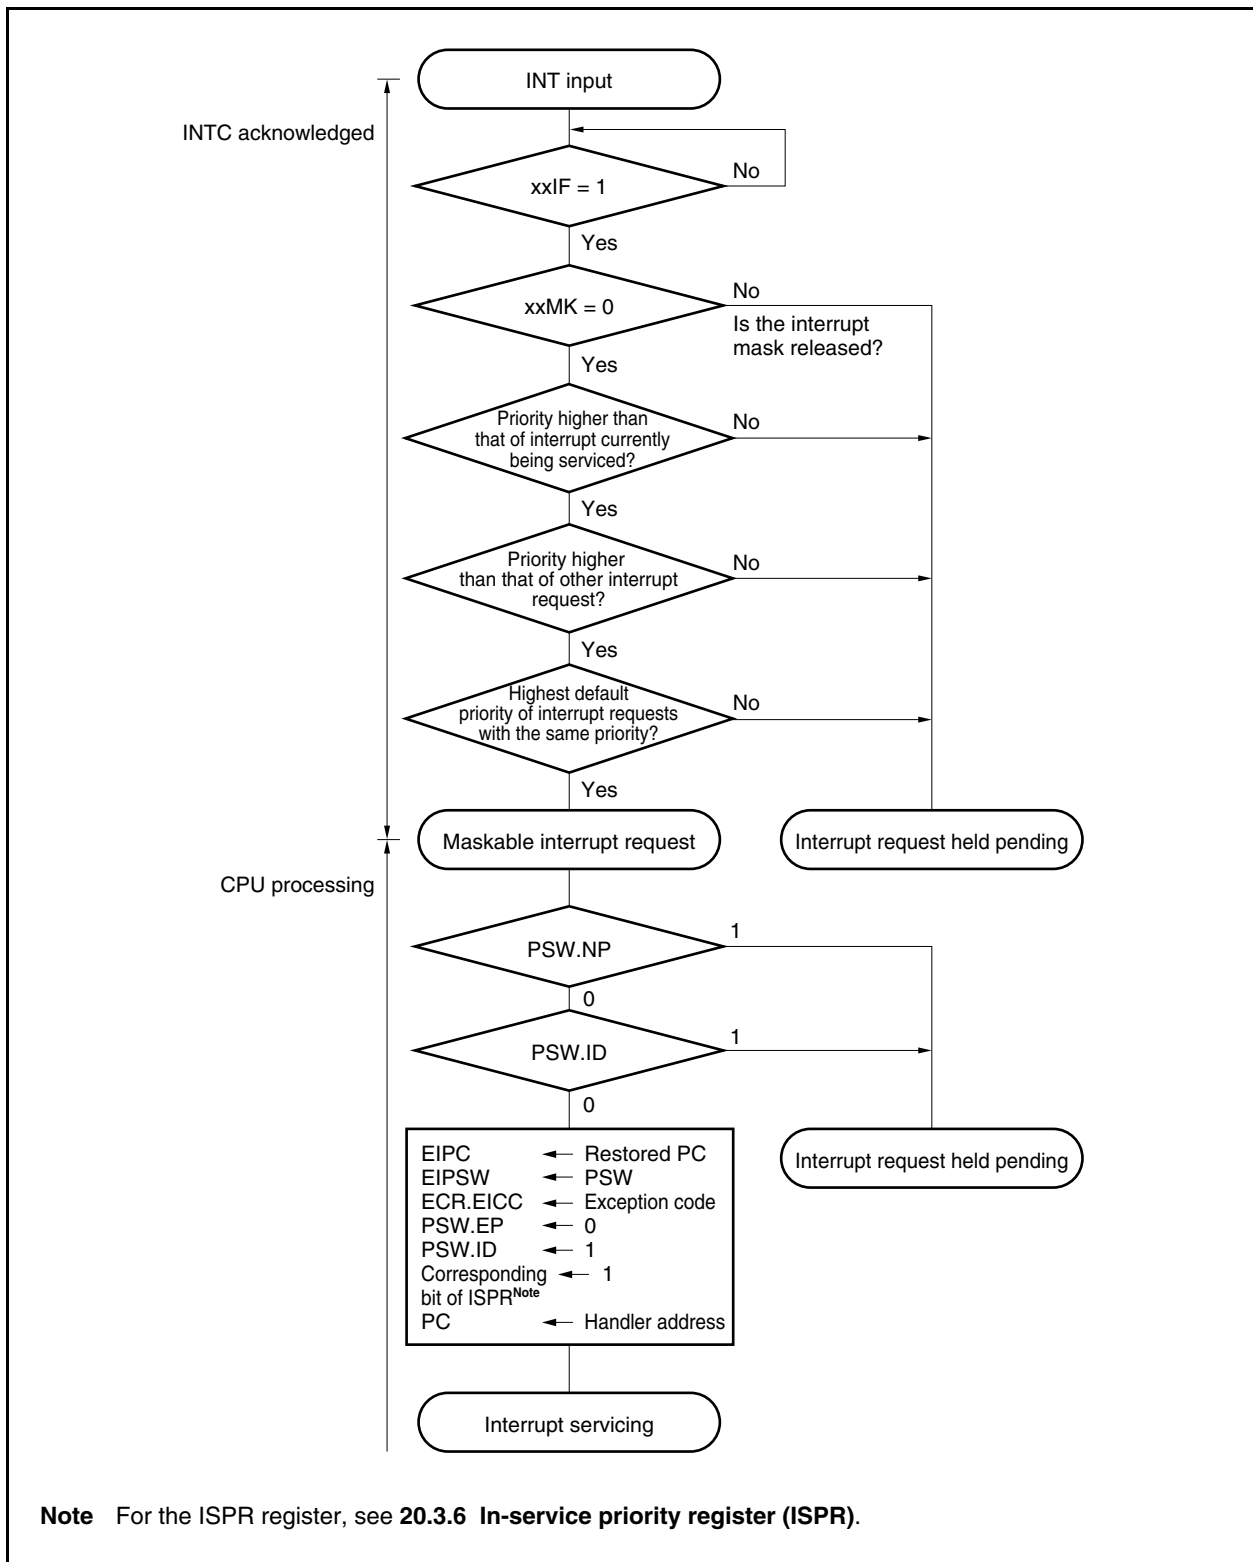 INT input
INTC acknowledged
xxIF = 1
No
Yes
xxMK = 0
No
Is the interrupt
mask released?
Yes
Priority higher than
that of interrupt currently
being serviced?
No
Yes
Priority higher
than that of other interrupt
request?
No
Yes
Highest default
priority of interrupt requests
with the same priority?
No
Yes
Maskable interrupt request
Interrupt request held pending
CPU processing
PSW.NP
1
0
PSW.ID
1
0
EIPC ← Restored PC
EIPSW ← PSW
ECR.EICC ← Exception code
PSW.EP ← 0
PSW.ID ← 1
Corresponding ← 1
bit of ISPR Note
PC ← Handler address
Interrupt request held pending
Interrupt servicing
Note For the ISPR register, see 20.3.6 In-service priority register (ISPR).